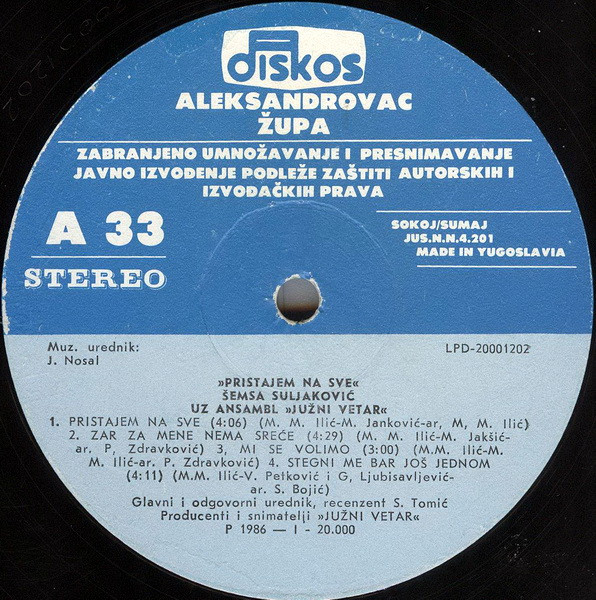 diskos
ALEKSANDROVAC
ŽUPA
ZABRANJENO UMNOŽAVANJE I PRESNIMAVANJE
JAVNO IZVOĐENJE PODLEŽE ZAŠTITI AUTORSKIH I
IZVOĐAČKIH PRAVA
A 33
STEREO
SOKOJ/SUMAJ
JUS.N.N.4.201
MADE IN YUGOSLAVIA
Muz. urednik:
J. Nosal
LPD-20001202
»PRISTAJEM NA SVE«
ŠEMSA SULJAKOVIĆ
UZ ANSAMBL »JUŽNI VETAR«
1. PRISTAJEM NA SVE (4:06) (M. M. Ilić-M. Janković-ar, M, M. Ilić)
2. ZAR ZA MENE NEMA SREĆE (4:29) (M. M. Ilić-M. Jakšić-
ar. P, Zdravković) 3, MI SE VOLIMO (3:00) (M.M. Ilić-M.
M. Ilić-ar. P. Zdravković) 4. STEGNI ME BAR JOŠ JEDNOM
(4:11) (M.M. Ilić-V. Petković i G, Ljubisavljević-
ar. S. Bojić)
Glavni i odgovorni urednik, recenzent S. Tomić
Producenti i snimatelji »JUŽNI VETAR«
P 1986 — I - 20.000